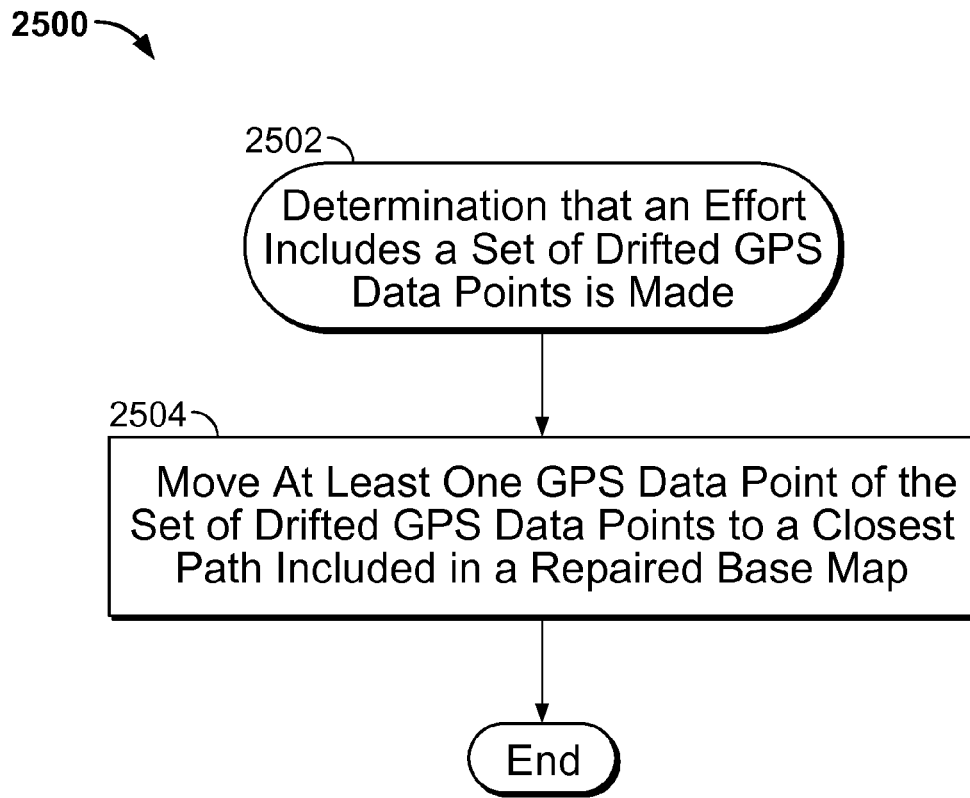 2500
2502
Determination that an Effort
Includes a Set of Drifted GPS
Data Points is Made
2504
Move At Least One GPS Data Point of the
Set of Drifted GPS Data Points to a Closest
Path Included in a Repaired Base Map
End